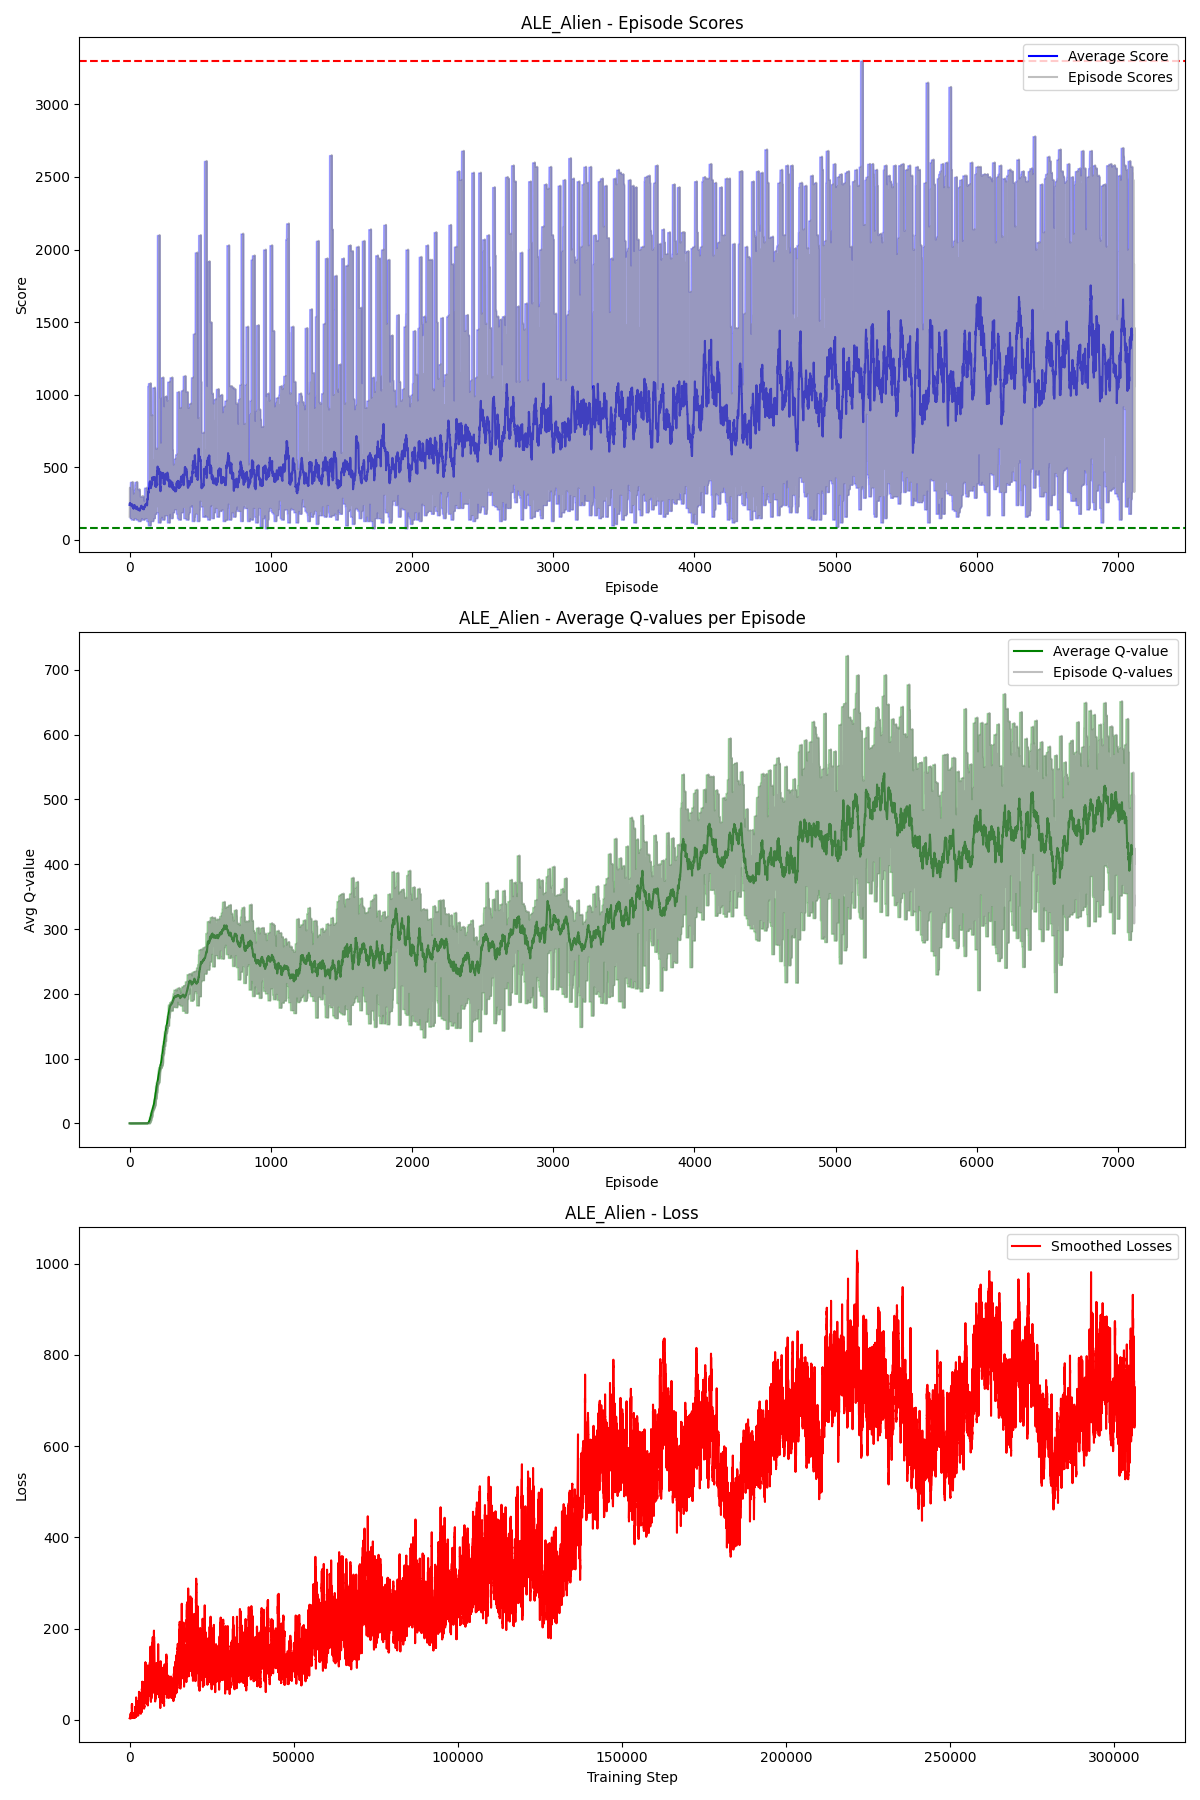 ALE_Alien - Episode Scores
Average Score
Episode Scores
Score
3000
2500
2000
1500
1000
500
0
0 1000 2000 3000 4000 5000 6000 7000
Episode
ALE_Alien - Average Q-values per Episode
Average Q-value
Episode Q-values
Avg Q-value
700
600
500
400
300
200
100
0
0 1000 2000 3000 4000 5000 6000 7000
Episode
ALE_Alien - Loss
Smoothed Losses
Loss
1000
800
600
400
200
0
0 50000 100000 150000 200000 250000 300000
Training Step